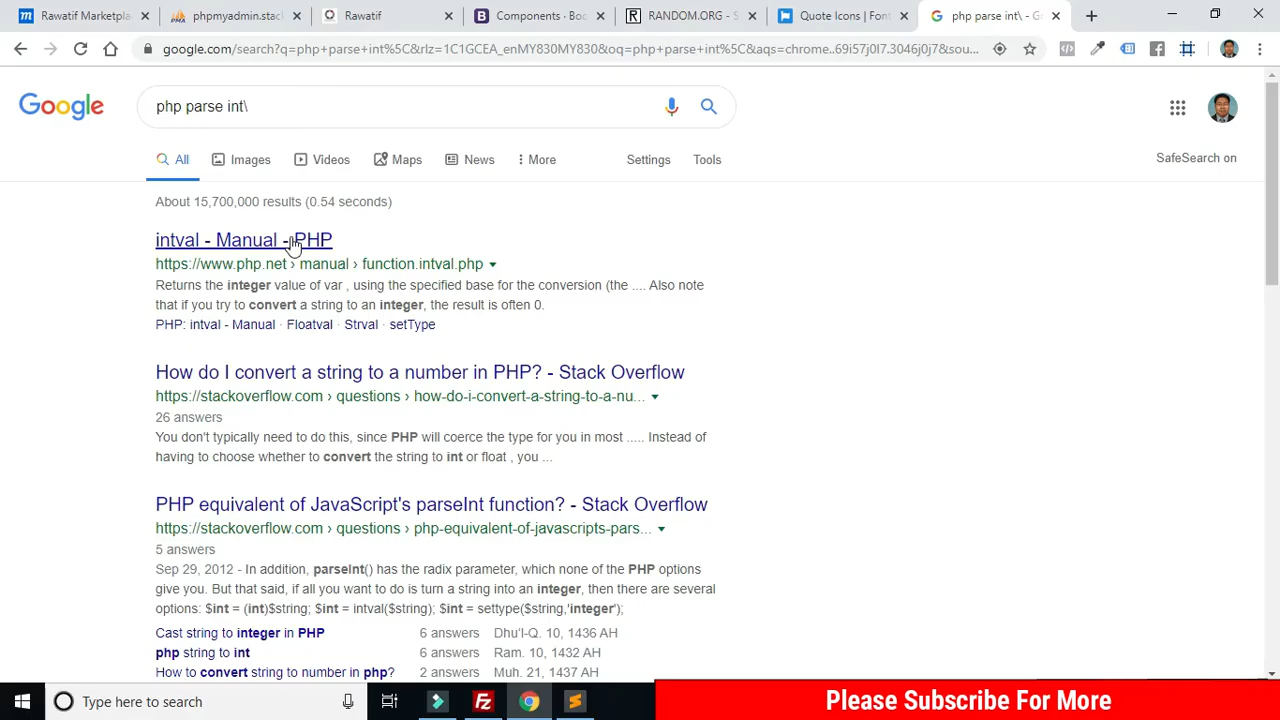 Rawatif Marketpla
phpmyadmin.stack
Rawatif
Components · Boo
RANDOM.ORG - S
Quote Icons | Font
php parse int\ - Go
google.com/search?q=php+parse+int%5C&rlz=1C1GCEA_enMY830MY830&oq=php+parse+int%5C&aqs=chrome..69i57j0l7.3046j0j7&sou...
Google
php parse int\
All
Images
Videos
Maps
News
More
Settings
Tools
SafeSearch on
About 15,700,000 results (0.54 seconds)
intval - Manual - PHP
https://www.php.net › manual › function.intval.php
Returns the integer value of var , using the specified base for the conversion (the .... Also note
that if you try to convert a string to an integer, the result is often 0.
PHP: intval - Manual · Floatval · Strval · setType
How do I convert a string to a number in PHP? - Stack Overflow
https://stackoverflow.com › questions › how-do-i-convert-a-string-to-a-nu...
26 answers
You don't typically need to do this, since PHP will coerce the type for you in most ..... Instead of
having to choose whether to convert the string to int or float , you ...
PHP equivalent of JavaScript's parseInt function? - Stack Overflow
https://stackoverflow.com › questions › php-equivalent-of-javascripts-pars...
5 answers
Sep 29, 2012 - In addition, parseInt() has the radix parameter, which none of the PHP options
give you. But that said, if all you want to do is turn a string into an integer, then there are several
options: $int = (int)$string; $int = intval($string); $int = settype($string,'integer');
Cast string to integer in PHP 6 answers Dhu'l-Q. 10, 1436 AH
php string to int 6 answers Ram. 10, 1432 AH
How to convert string to number in php? 2 answers Muh. 21, 1437 AH
Type here to search
Please Subscribe For More